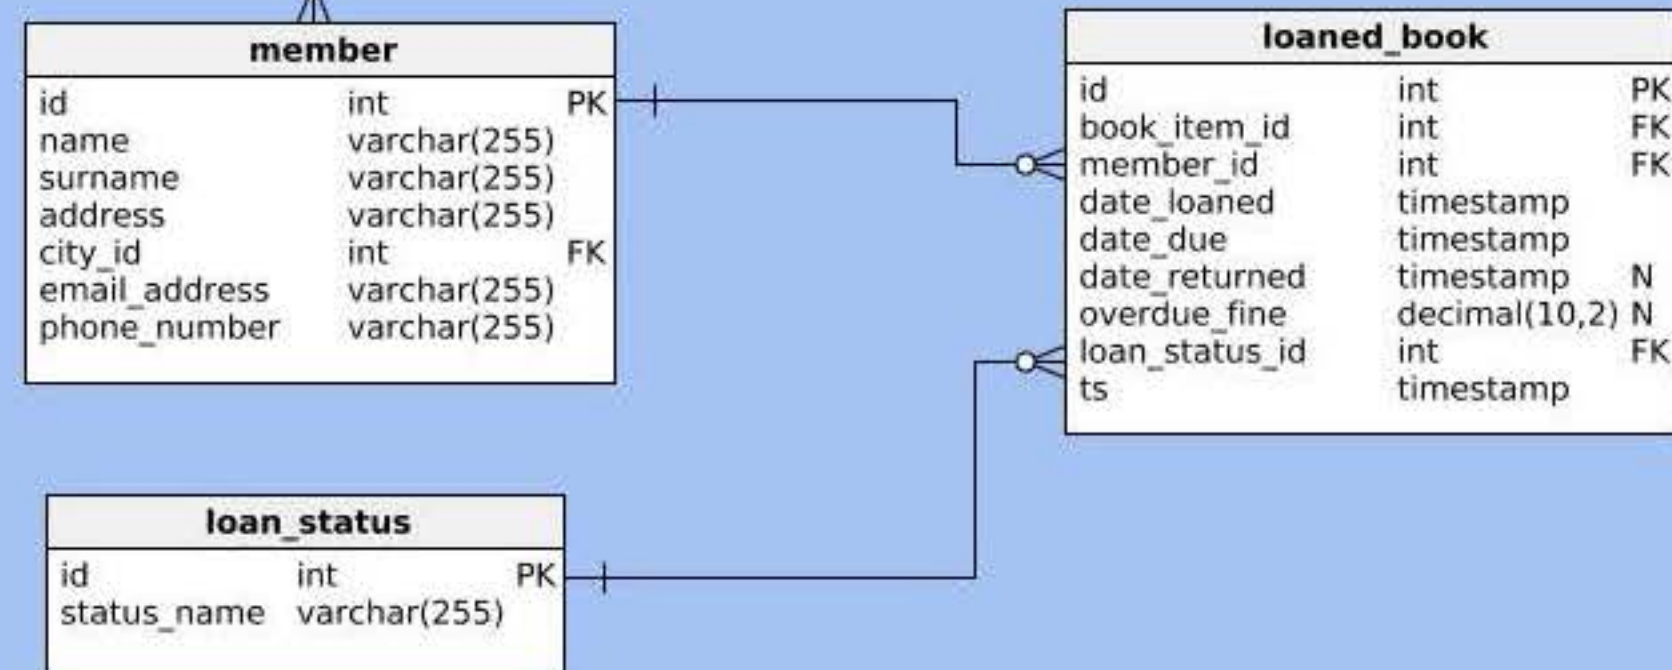 member
id int PK
name varchar(255)
surname varchar(255)
address varchar(255)
city_id int FK
email_address varchar(255)
phone_number varchar(255)
loaned_book
id int PK
book_item_id int FK
member_id int FK
date_loaned timestamp
date_due timestamp
date_returned timestamp N
overdue_fine decimal(10,2) N
loan_status_id int FK
ts timestamp
loan_status
id int PK
status_name varchar(255)